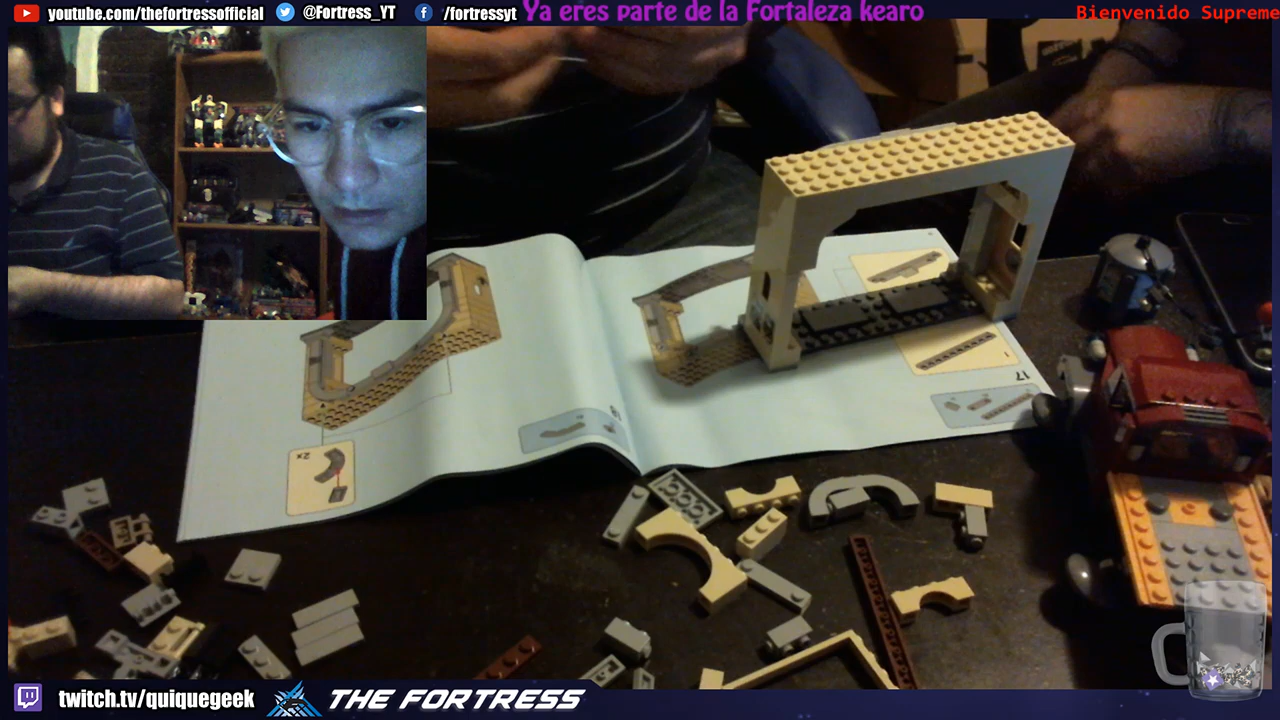 youtube.com/thefortressofficial
@Fortress_YT
/fortressyt
Ya eres parte de la Fortaleza kearo
Bienvenido Supreme
17
2x
twitch.tv/quiquegeek
THE FORTRESS